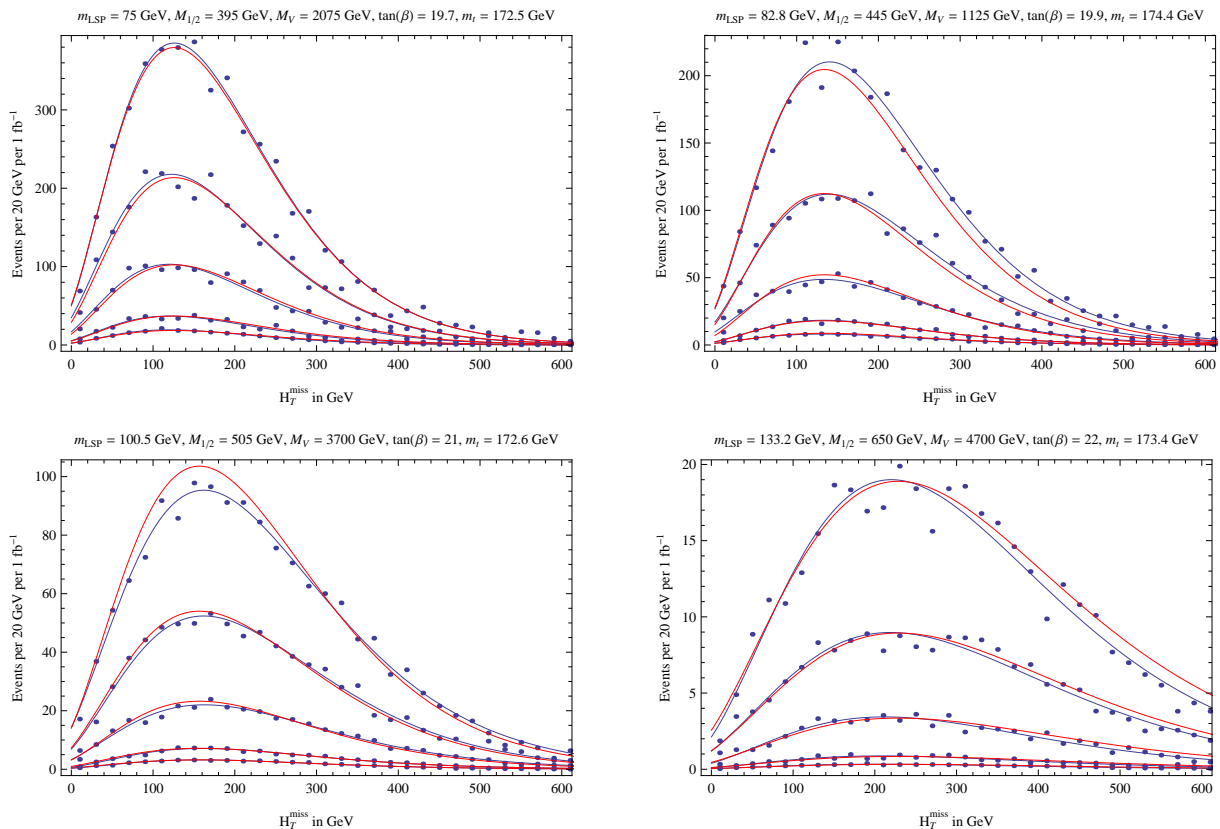 m_LSP = 75 GeV, M_1/2 = 395 GeV, M_V = 2075 GeV, tan(β) = 19.7, m_t = 172.5 GeV
Events per 20 GeV per 1 fb⁻¹
300
200
100
0
0 100 200 300 400 500 600
H_T^miss in GeV
m_LSP = 82.8 GeV, M_1/2 = 445 GeV, M_V = 1125 GeV, tan(β) = 19.9, m_t = 174.4 GeV
Events per 20 GeV per 1 fb⁻¹
200
150
100
50
0
0 100 200 300 400 500 600
H_T^miss in GeV
m_LSP = 100.5 GeV, M_1/2 = 505 GeV, M_V = 3700 GeV, tan(β) = 21, m_t = 172.6 GeV
Events per 20 GeV per 1 fb⁻¹
100
80
60
40
20
0
0 100 200 300 400 500 600
H_T^miss in GeV
m_LSP = 133.2 GeV, M_1/2 = 650 GeV, M_V = 4700 GeV, tan(β) = 22, m_t = 173.4 GeV
Events per 20 GeV per 1 fb⁻¹
20
15
10
5
0
0 100 200 300 400 500 600
H_T^miss in GeV